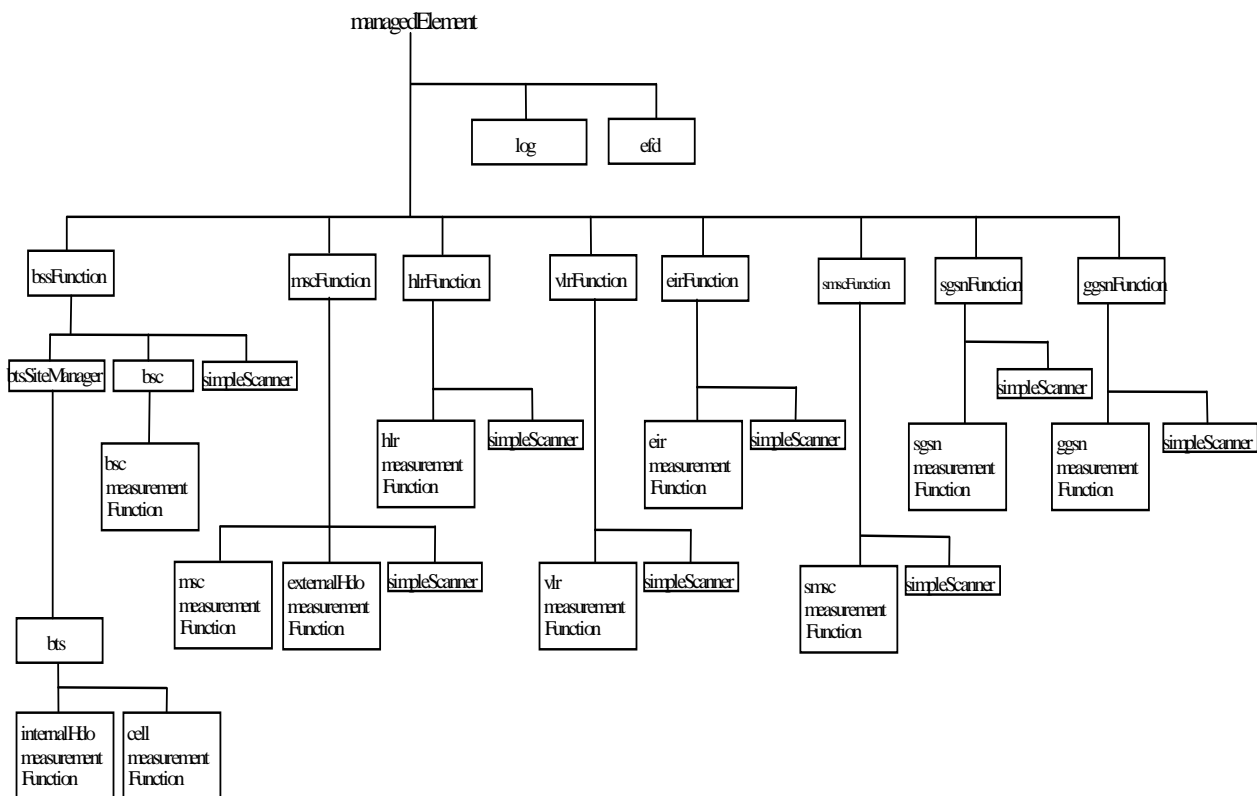 managedElement
log
efd
bssFunction
mscFunction
hlrFunction
vlrFunction
eirFunction
smscFunction
sgsnFunction
ggsnFunction
btsSiteManager
bsc
simpleScanner
simpleScanner
simpleScanner
simpleScanner
simpleScanner
bsc
measurement
Function
hlr
measurement
Function
eir
measurement
Function
sgsn
measurement
Function
ggsn
measurement
Function
msc
measurement
Function
externalHdo
measurement
Function
simpleScanner
vlr
measurement
Function
simpleScanner
smsc
measurement
Function
simpleScanner
bts
internalHdo
measurement
Function
cell
measurement
Function